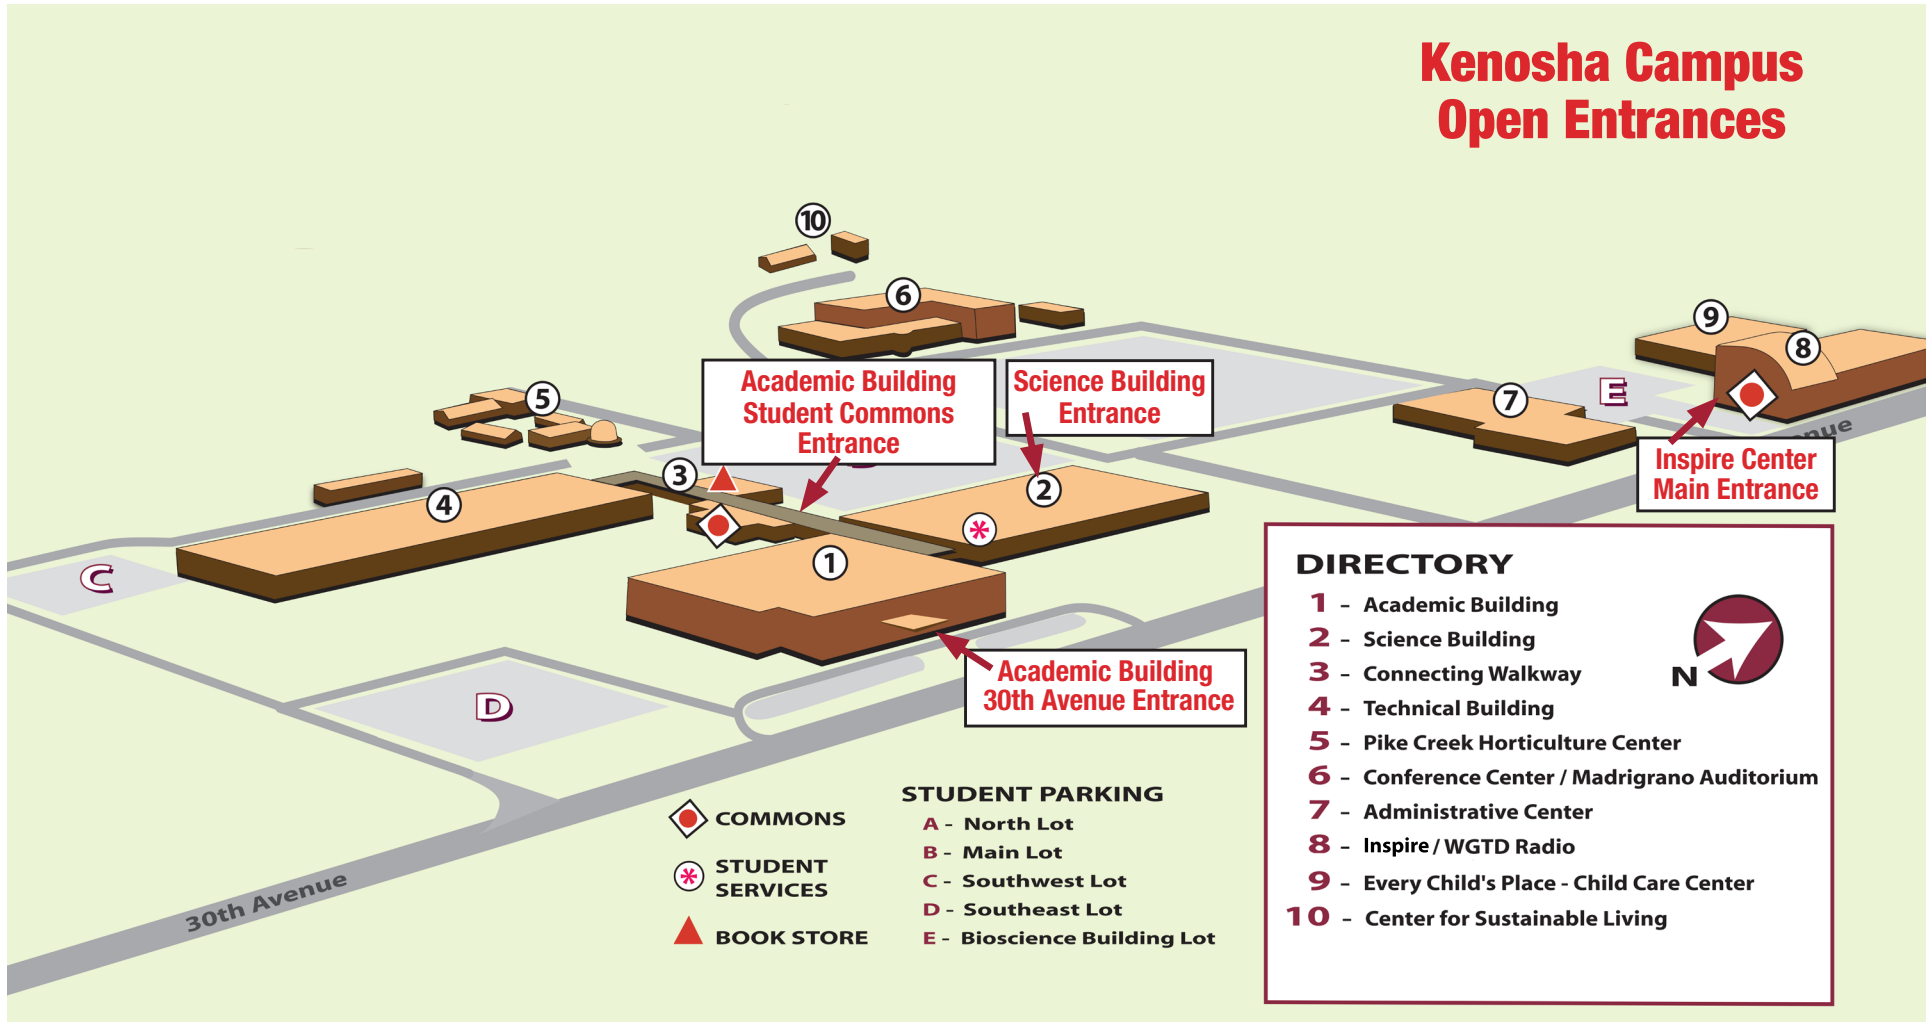 Kenosha Campus
Open Entrances
10
6
9
8
Academic Building
Student Commons
Entrance
Science Building
Entrance
5
7
E
Inspire Center
Main Entrance
3
2
4
*
1
C
D
Academic Building
30th Avenue Entrance
30th Avenue
COMMONS
STUDENT
SERVICES
BOOK STORE
STUDENT PARKING
A - North Lot
B - Main Lot
C - Southwest Lot
D - Southeast Lot
E - Bioscience Building Lot
DIRECTORY
1 - Academic Building
2 - Science Building
3 - Connecting Walkway
4 - Technical Building
5 - Pike Creek Horticulture Center
6 - Conference Center / Madrigrano Auditorium
7 - Administrative Center
8 - Inspire / WGTD Radio
9 - Every Child's Place - Child Care Center
10 - Center for Sustainable Living
N